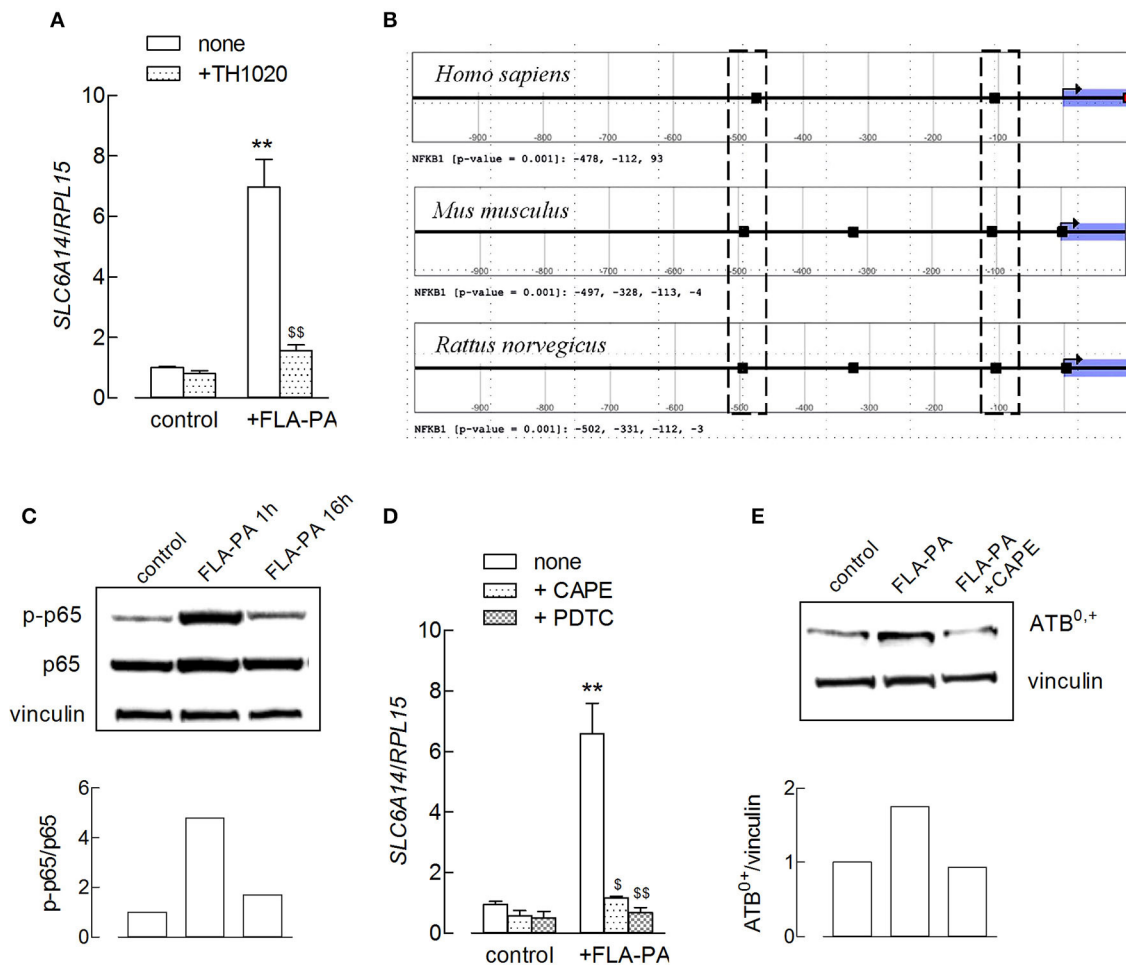 A
none
+TH1020
SLC6A14/RPL15
10
8
6
4
2
0
**
$$
control
+FLA-PA
B
Homo sapiens
-900 -800 -700 -600 -500 -400 -300 -200 -100
NFKB1 [p-value = 0.001]: -478, -112, 93
Mus musculus
-900 -800 -700 -600 -500 -400 -300 -200 -100
NFKB1 [p-value = 0.001]: -497, -328, -113, -4
Rattus norvegicus
-900 -800 -700 -600 -500 -400 -300 -200 -100
NFKB1 [p-value = 0.001]: -502, -331, -112, -3
C
control
FLA-PA 1h
FLA-PA 16h
p-p65
p65
vinculin
p-p65/p65
6
4
2
0
D
none
+ CAPE
+ PDTC
SLC6A14/RPL15
10
8
6
4
2
0
**
$
$$
control
+FLA-PA
E
control
FLA-PA
FLA-PA
+CAPE
ATB0,+
vinculin
ATB0+/vinculin
2
1
0